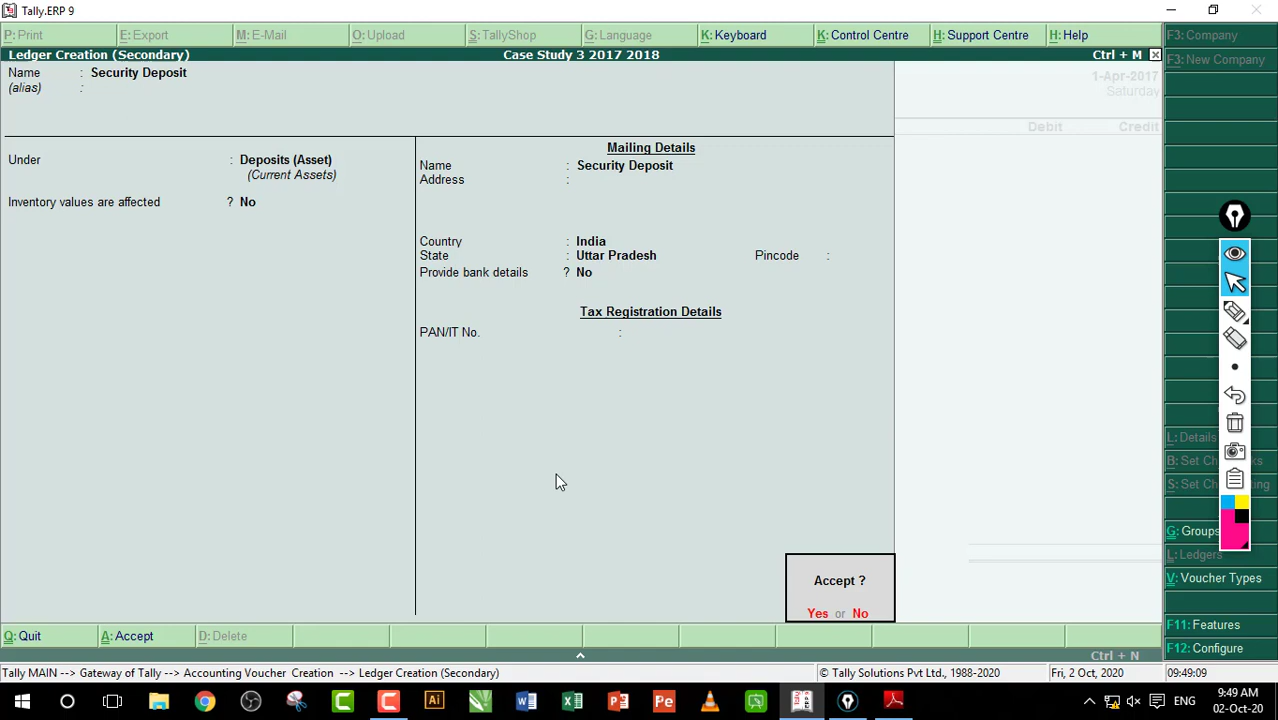 Tally.ERP 9
P: Print E: Export M: E-Mail O: Upload S: TallyShop G: Language K: Keyboard K: Control Centre H: Support Centre H: Help
F3: Company
Ledger Creation (Secondary) Case Study 3 2017 2018 Ctrl + M
F3: New Company
Name : Security Deposit
(alias) :
1-Apr-2017
Saturday
Debit Credit
Mailing Details
Under : Deposits (Asset)
(Current Assets)
Name : Security Deposit
Address :
Inventory values are affected ? No
Country : India
State : Uttar Pradesh Pincode :
Provide bank details ? No
Tax Registration Details
PAN/IT No. :
L: Details
B: Set Ch
S: Set Ch
G: Groups
L: Ledgers
V: Voucher Types
F11: Features
F12: Configure
Accept ?
Yes or No
Q: Quit A: Accept D: Delete
Ctrl + N
Tally MAIN --> Gateway of Tally --> Accounting Voucher Creation --> Ledger Creation (Secondary) © Tally Solutions Pvt Ltd., 1988-2020 Fri, 2 Oct, 2020 09:49:09
ENG 9:49 AM
02-Oct-20